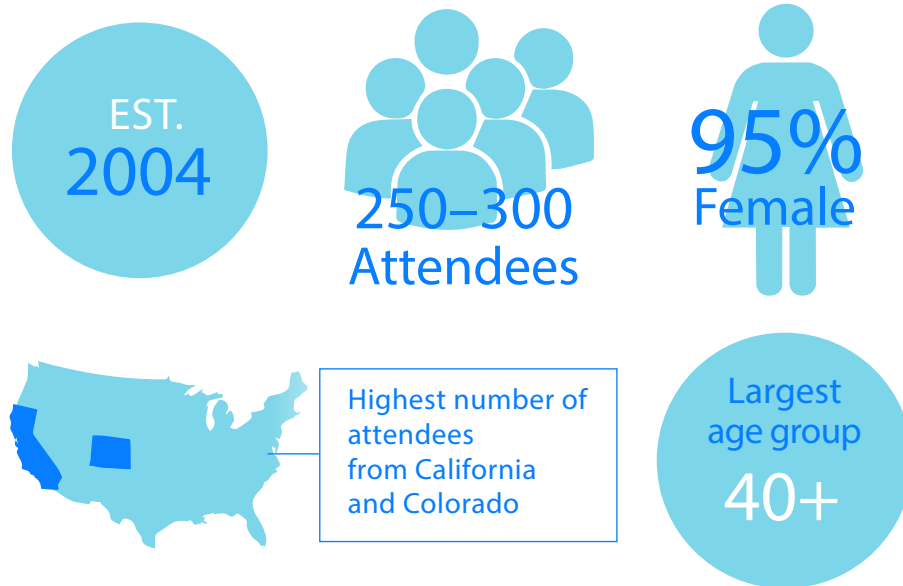 EST.
2004
250–300
Attendees
95%
Female
Highest number of
attendees
from California
and Colorado
Largest
age group
40+